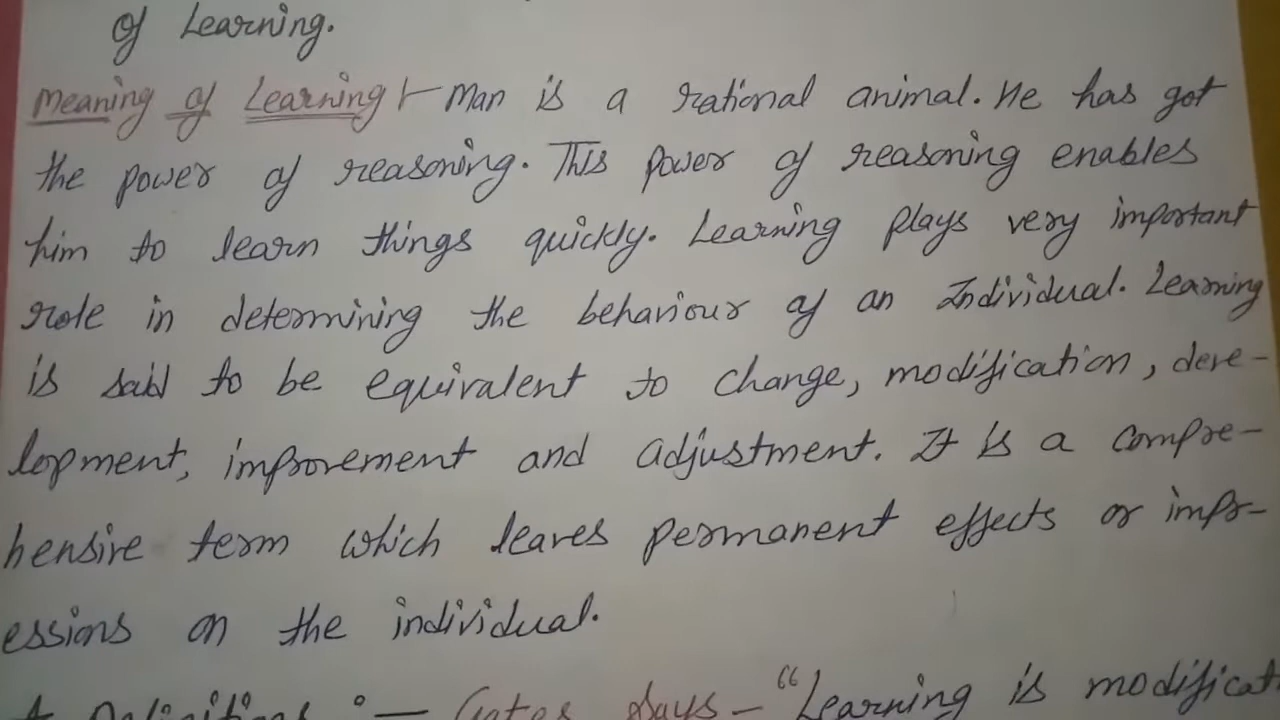 of Learning.
Meaning of Learning :- Man is a rational animal. He has got
the power of reasoning. This power of reasoning enables
him to learn things quickly. Learning plays very important
role in determining the behaviour of an Individual. Learning
is said to be equivalent to change, modification, deve-
lopment, improvement and adjustment. It is a compre-
hensive term which leaves permanent effects or impr-
essions on the individual.
Definitions :- Gates says - "Learning is modificat